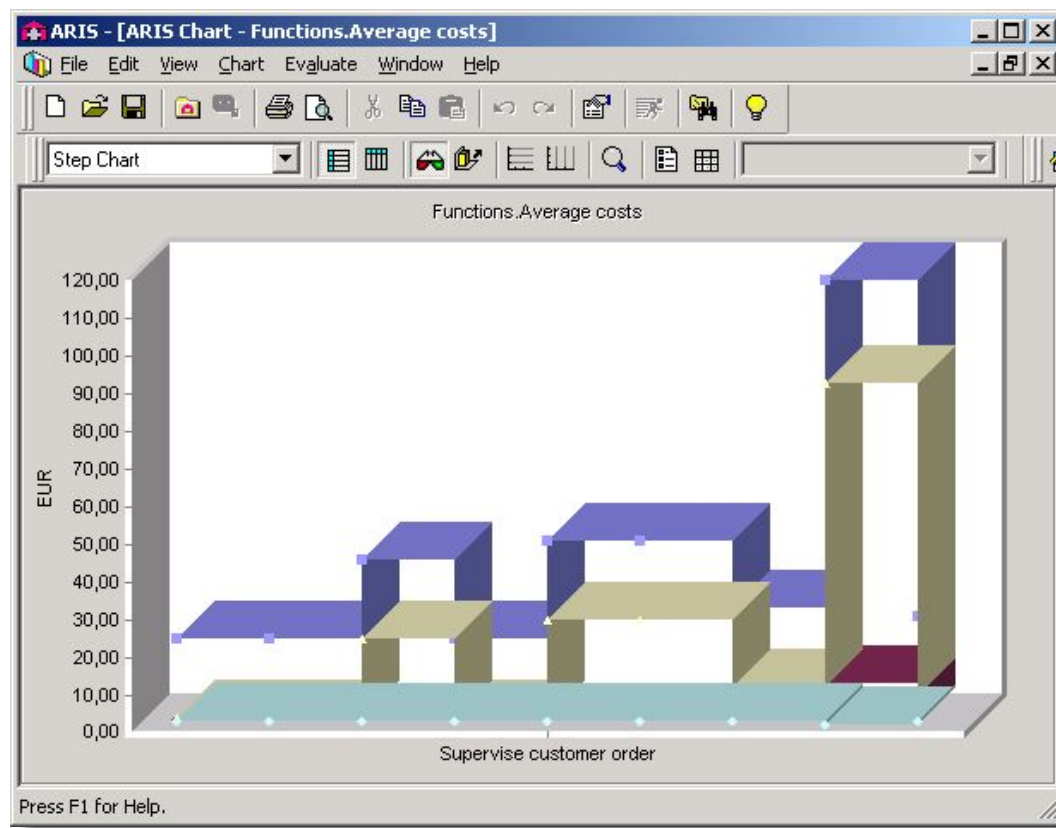 ARIS - [ARIS Chart - Functions.Average costs]
File Edit View Chart Evaluate Window Help
Step Chart
Functions.Average costs
120,00
110,00
100,00
90,00
80,00
70,00
60,00
50,00
40,00
30,00
20,00
10,00
0,00
EUR
Supervise customer order
Press F1 for Help.